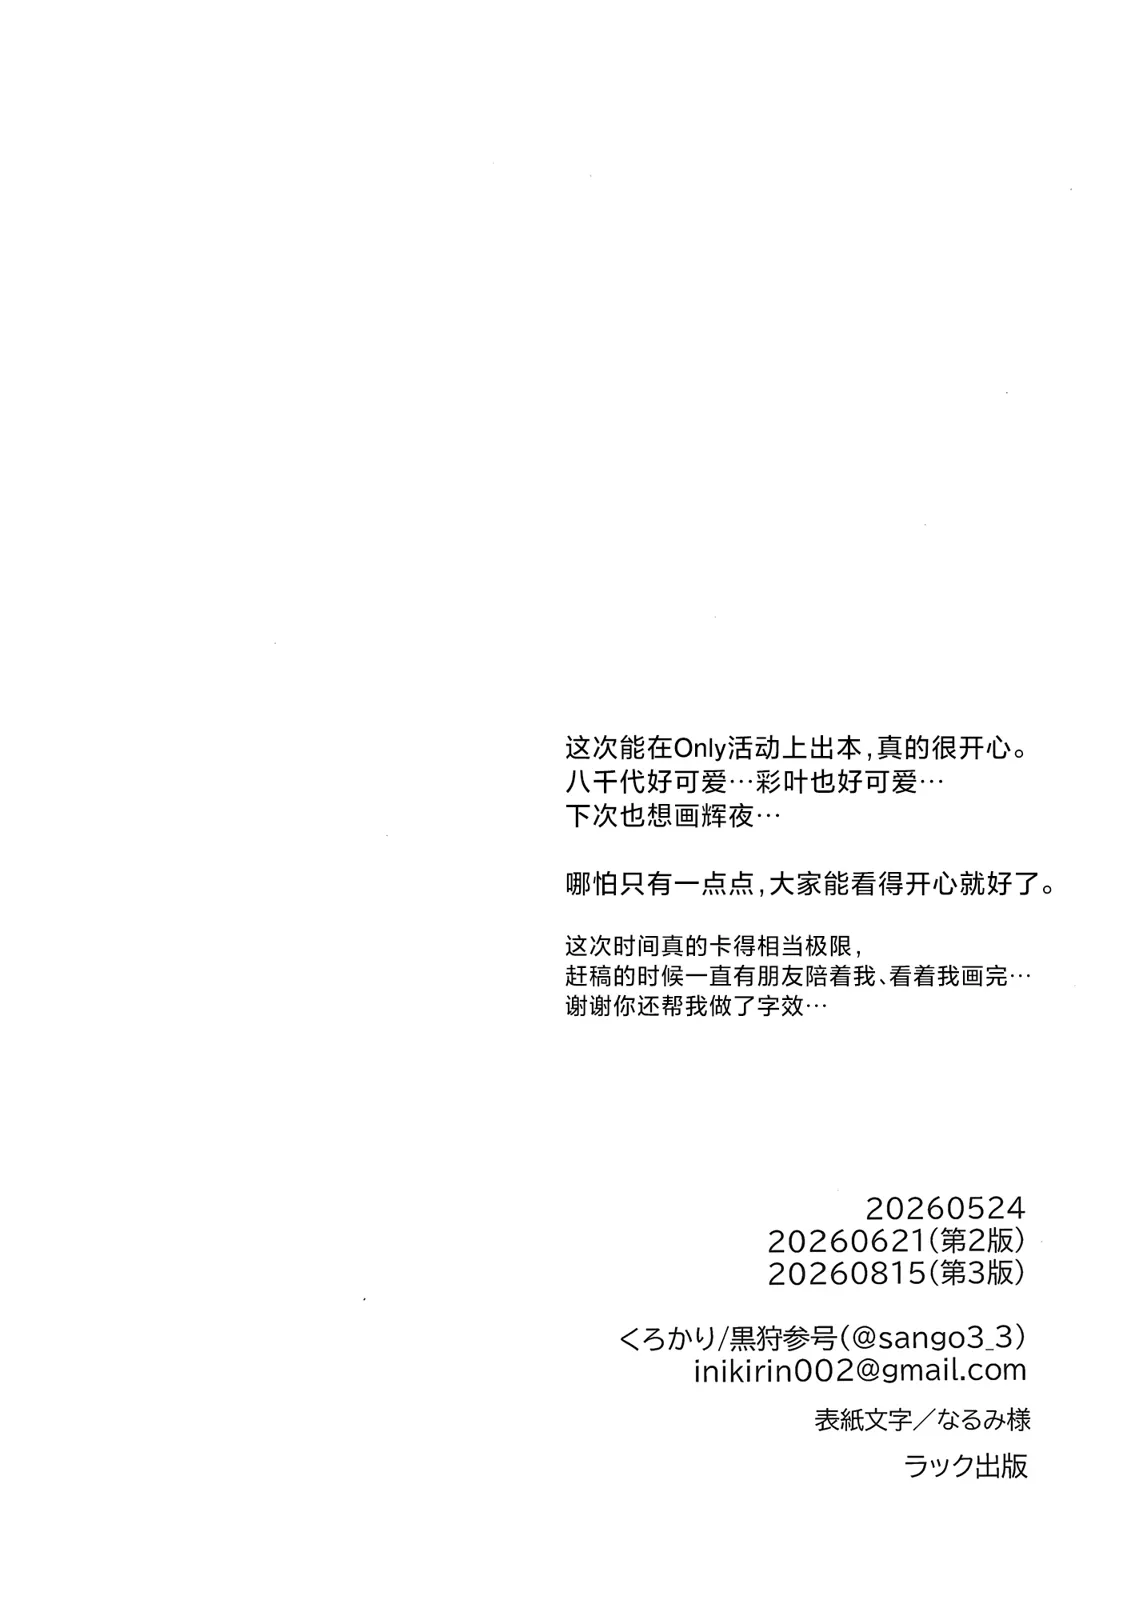 这次能在Only活动上出本,真的很开心。
八千代好可爱…彩叶也好可爱…
下次也想画辉夜…
哪怕只有一点点,大家能看得开心就好了。
这次时间真的卡得相当极限,
赶稿的时候一直有朋友陪着我、看着我画完…
谢谢你还帮我做了字效…
20260524
20260621(第2版)
20260815(第3版)
くろかり/黒狩参号(@sango3_3)
inikirin002@gmail.com
表紙文字／なるみ様
ラック出版